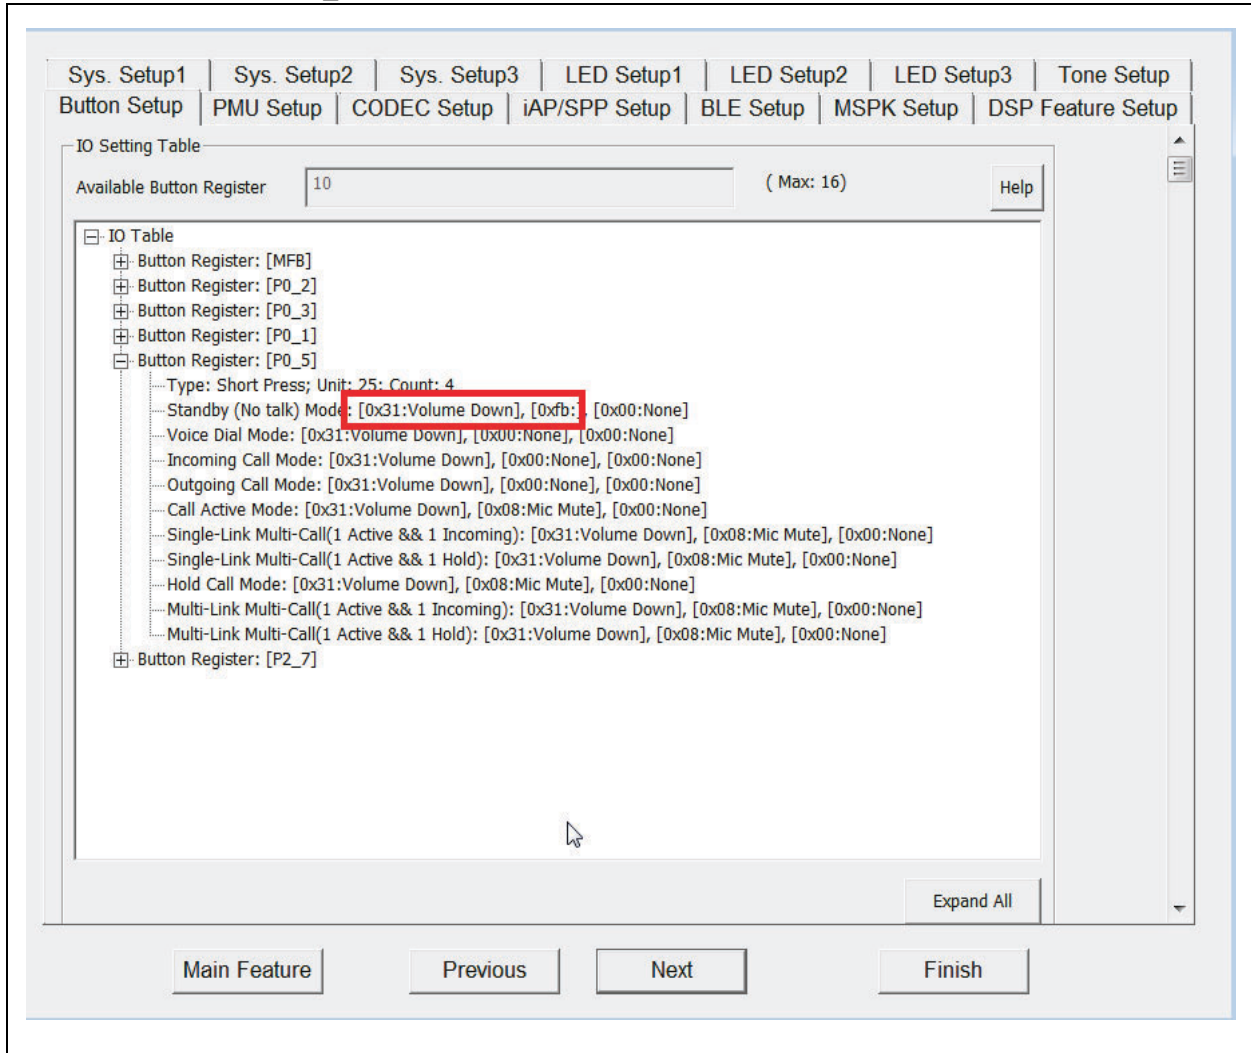 Sys. Setup1 Sys. Setup2 Sys. Setup3 LED Setup1 LED Setup2 LED Setup3 Tone Setup
Button Setup PMU Setup CODEC Setup iAP/SPP Setup BLE Setup MSPK Setup DSP Feature Setup
IO Setting Table
Available Button Register 10 ( Max: 16) Help
IO Table
Button Register: [MFB]
Button Register: [P0_2]
Button Register: [P0_3]
Button Register: [P0_1]
Button Register: [P0_5]
Type: Short Press; Unit: 25; Count: 4
Standby (No talk) Mode: [0x31:Volume Down], [0xfb:], [0x00:None]
Voice Dial Mode: [0x31:Volume Down], [0x00:None], [0x00:None]
Incoming Call Mode: [0x31:Volume Down], [0x00:None], [0x00:None]
Outgoing Call Mode: [0x31:Volume Down], [0x00:None], [0x00:None]
Call Active Mode: [0x31:Volume Down], [0x08:Mic Mute], [0x00:None]
Single-Link Multi-Call(1 Active && 1 Incoming): [0x31:Volume Down], [0x08:Mic Mute], [0x00:None]
Single-Link Multi-Call(1 Active && 1 Hold): [0x31:Volume Down], [0x08:Mic Mute], [0x00:None]
Hold Call Mode: [0x31:Volume Down], [0x08:Mic Mute], [0x00:None]
Multi-Link Multi-Call(1 Active && 1 Incoming): [0x31:Volume Down], [0x08:Mic Mute], [0x00:None]
Multi-Link Multi-Call(1 Active && 1 Hold): [0x31:Volume Down], [0x08:Mic Mute], [0x00:None]
Button Register: [P2_7]
Expand All
Main Feature Previous Next Finish